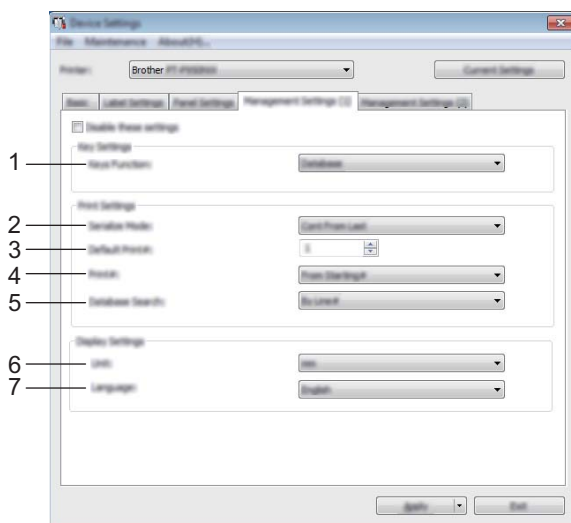 Device Settings
File Maintenance About(H)...
Printer: Brother Current Settings
Basic Label Settings Panel Settings Management Settings (1) Management Settings (2)
Disable these settings
Key Settings
1 Keys Function: Database
Print Settings
2 Serialize Mode: Cont From Last
3 Default Print#: 1
4 Print#: From Starting#
5 Database Search: By Line#
Display Settings
6 Unit:
7 Language: English
Apply Exit